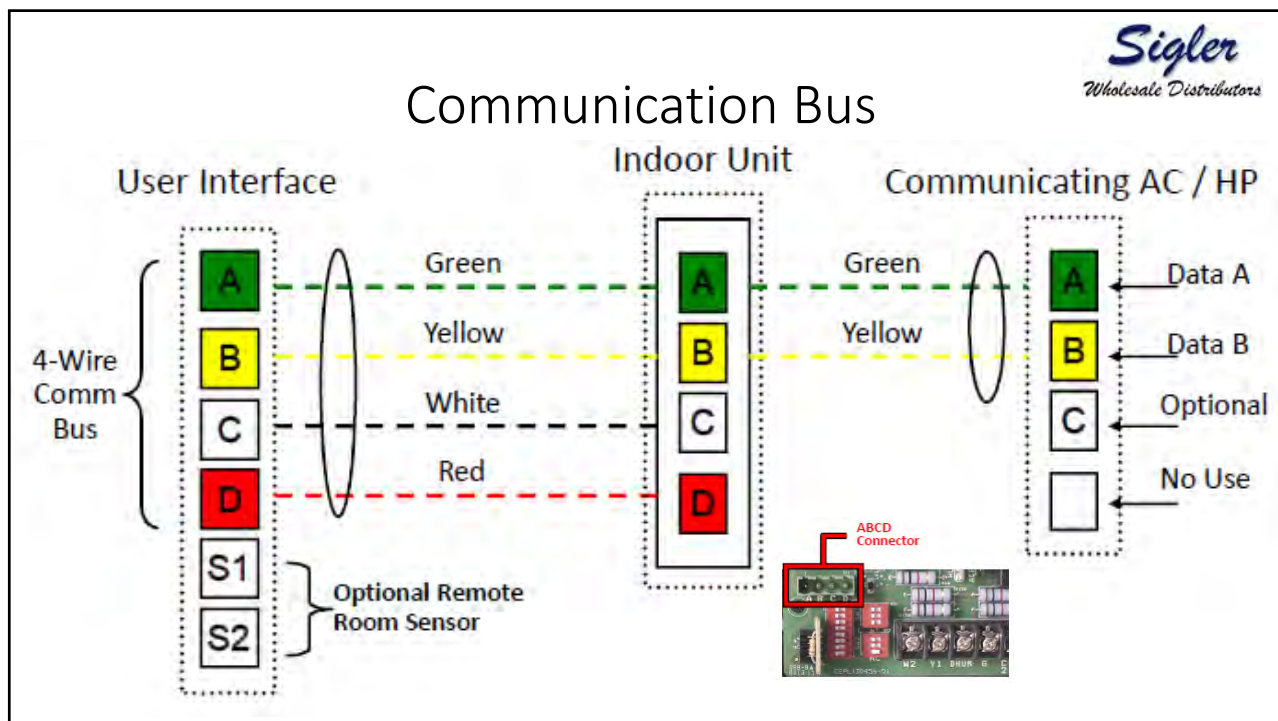 Sigler
Wholesale Distributors
Communication Bus
User Interface
Indoor Unit
Communicating AC / HP
4-Wire
Comm
Bus
A
B
C
D
S1
S2
Optional Remote
Room Sensor
Green
Yellow
White
Red
A
B
C
D
Green
Yellow
A
B
C
Data A
Data B
Optional
No Use
ABCD
Connector
A B C D
W2 Y1 DHUM G C